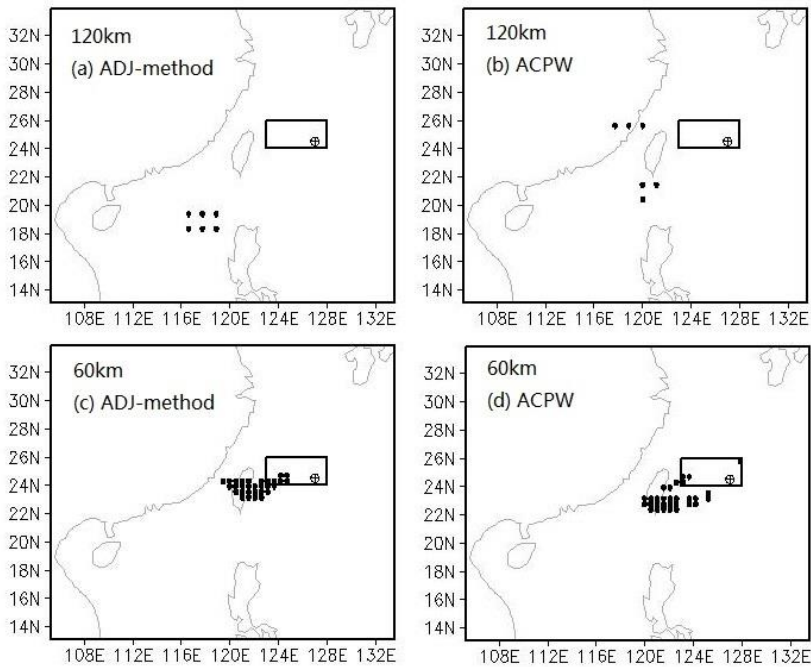 120km
(a) ADJ-method
32N
30N
28N
26N
24N
22N
20N
18N
16N
14N
108E 112E 116E 120E 124E 128E 132E
120km
(b) ACPW
32N
30N
28N
26N
24N
22N
20N
18N
16N
14N
108E 112E 116E 120E 124E 128E 132E
60km
(c) ADJ-method
32N
30N
28N
26N
24N
22N
20N
18N
16N
14N
108E 112E 116E 120E 124E 128E 132E
60km
(d) ACPW
32N
30N
28N
26N
24N
22N
20N
18N
16N
14N
108E 112E 116E 120E 124E 128E 132E